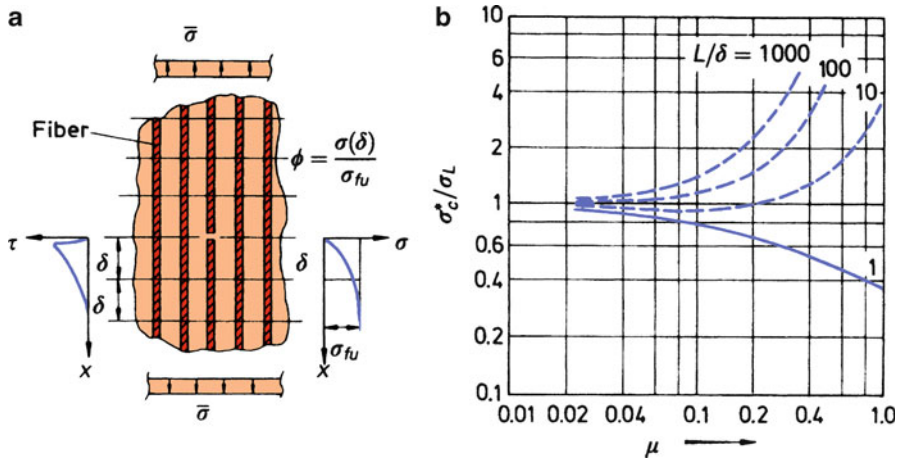 a
σ̄
Fiber
ϕ = σ(δ) / σfu
τ
σ
δ
δ
δ
σfu
x
x
σ̄
b
10
8
6
4
2
1
0.6
0.4
0.2
0.1
σ*c/σL
L/δ = 1000
100
10
1
0.01 0.02 0.04 0.1 0.2 0.4 1.0
μ